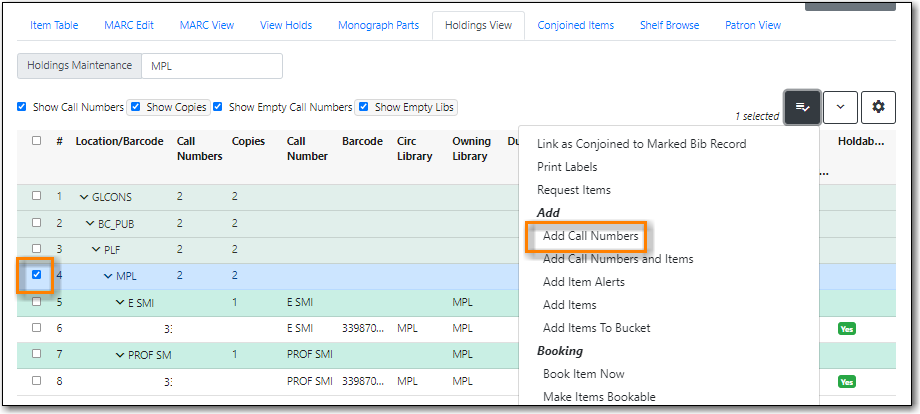 Item Table MARC Edit MARC View View Holds Monograph Parts Holdings View Conjoined Items Shelf Browse Patron View
Holdings Maintenance MPL
Show Call Numbers Show Copies Show Empty Call Numbers Show Empty Libs
1 selected
# Location/Barcode Call Numbers Copies Call Number Barcode Circ Library Owning Library Du Holdab...
...
1 GLCONS 2 2
2 BC_PUB 2 2
3 PLF 2 2
4 MPL 2 2
5 E SMI 1 E SMI MPL
6 33 E SMI 339870... MPL MPL Yes
7 PROF SM 1 PROF SMI MPL
8 33 PROF SMI 339870... MPL MPL Yes
Link as Conjoined to Marked Bib Record
Print Labels
Request Items
Add
Add Call Numbers
Add Call Numbers and Items
Add Item Alerts
Add Items
Add Items To Bucket
Booking
Book Item Now
Make Items Bookable